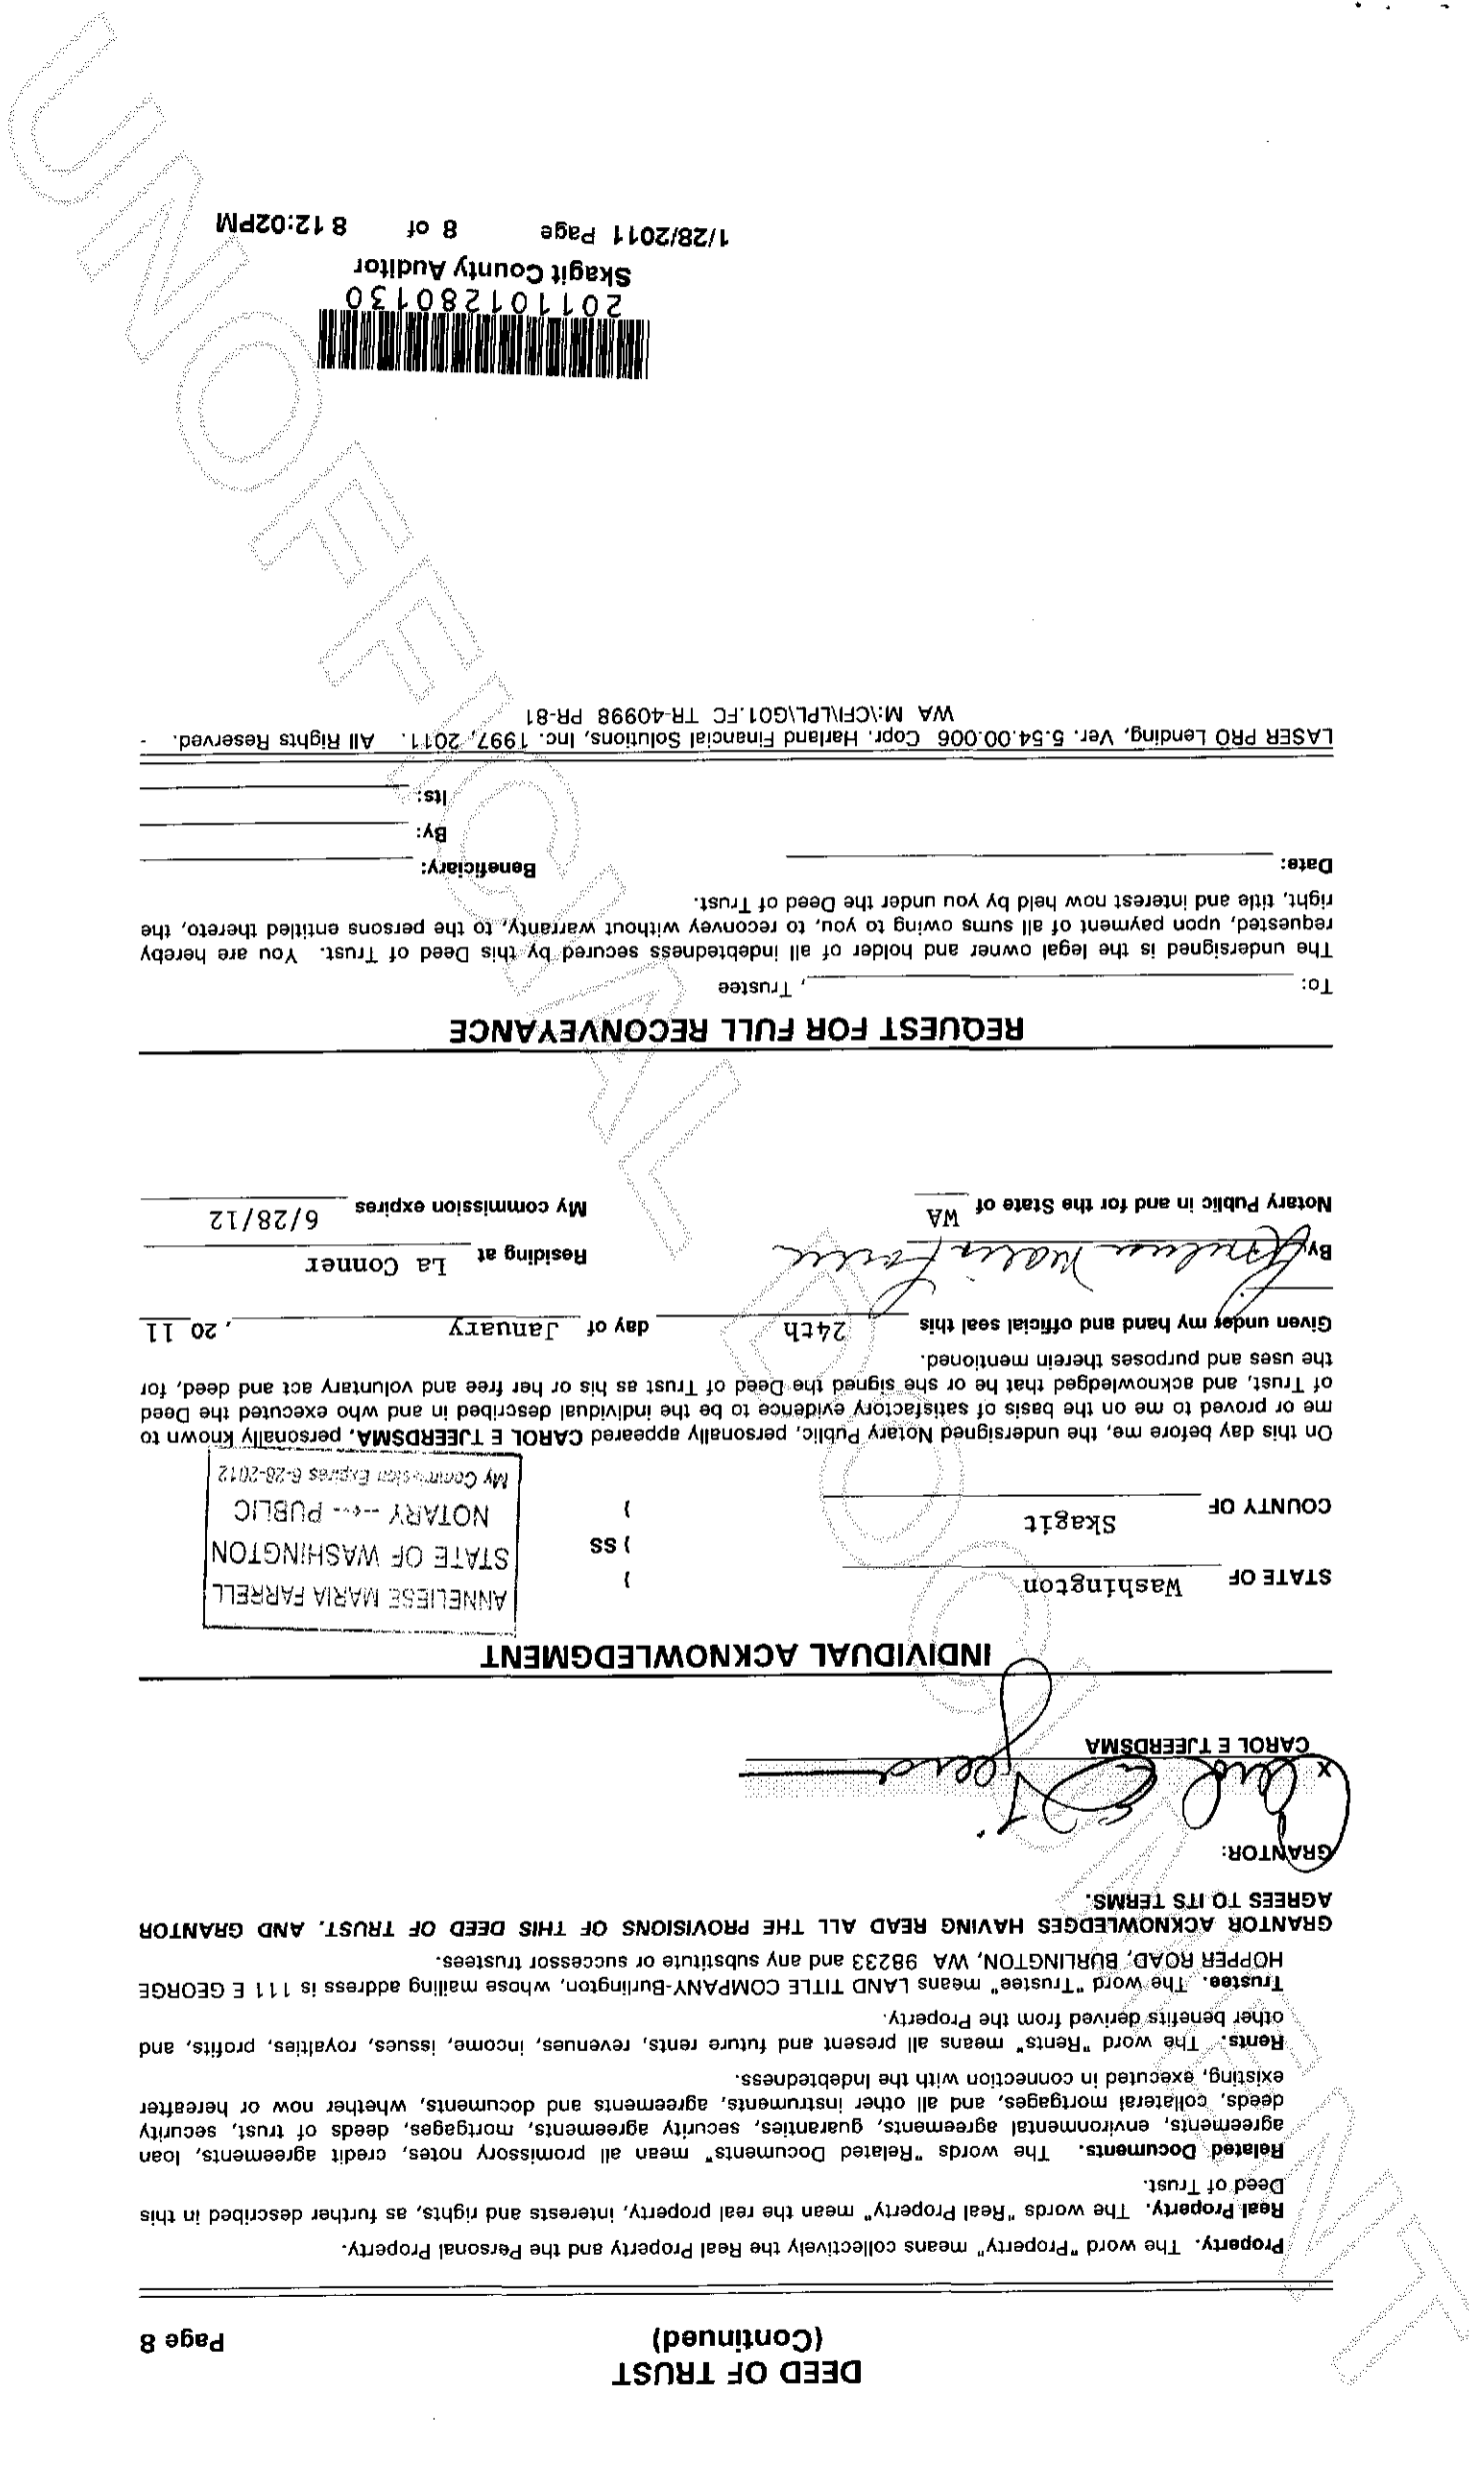 DEED OF TRUST
(Continued)
Page 8
Property. The word "Property" means collectively the Real Property and the Personal Property.
Real Property. The words "Real Property" mean the real property, interests and rights, as further described in this
Deed of Trust.
Related Documents. The words "Related Documents" mean all promissory notes, credit agreements, loan
agreements, environmental agreements, guaranties, security agreements, mortgages, deeds of trust, security
deeds, collateral mortgages, and all other instruments, agreements and documents, whether now or hereafter
existing, executed in connection with the Indebtedness.
Rents. The word "Rents" means all present and future rents, revenues, income, issues, royalties, profits, and
other benefits derived from the Property.
Trustee. The word "Trustee" means LAND TITLE COMPANY-Burlington, whose mailing address is 111 E GEORGE
HOPPER ROAD, BURLINGTON, WA 98233 and any substitute or successor trustees.
GRANTOR ACKNOWLEDGES HAVING READ ALL THE PROVISIONS OF THIS DEED OF TRUST, AND GRANTOR
AGREES TO ITS TERMS.
GRANTOR:
X Carol E Tjeerd
CAROL E TJEERDSMA
INDIVIDUAL ACKNOWLEDGMENT
STATE OF Washington )
) SS
COUNTY OF Skagit )
ANNELIESE MARIA FARRELL
STATE OF WASHINGTON
NOTARY --•-- PUBLIC
My Commission Expires 6-28-2012
On this day before me, the undersigned Notary Public, personally appeared CAROL E TJEERDSMA, personally known to
me or proved to me on the basis of satisfactory evidence to be the individual described in and who executed the Deed
of Trust, and acknowledged that he or she signed the Deed of Trust as his or her free and voluntary act and deed, for
the uses and purposes therein mentioned.
Given under my hand and official seal this 24th day of January , 20 11
By Anneliese Maria Farrell Residing at La Conner
Notary Public in and for the State of WA My commission expires 6/28/12
REQUEST FOR FULL RECONVEYANCE
To: , Trustee
The undersigned is the legal owner and holder of all indebtedness secured by this Deed of Trust. You are hereby
requested, upon payment of all sums owing to you, to reconvey without warranty, to the persons entitled thereto, the
right, title and interest now held by you under the Deed of Trust.
Date: Beneficiary:
By:
Its:
LASER PRO Lending, Ver. 5.54.00.006 Copr. Harland Financial Solutions, Inc. 1997, 2011. All Rights Reserved. -
WA M:\CFI\LPL\G01.FC TR-40998 PR-81
201101280130
Skagit County Auditor
1/28/2011 Page 8 of 8 12:02PM
UNOFFICIAL DOCUMENT